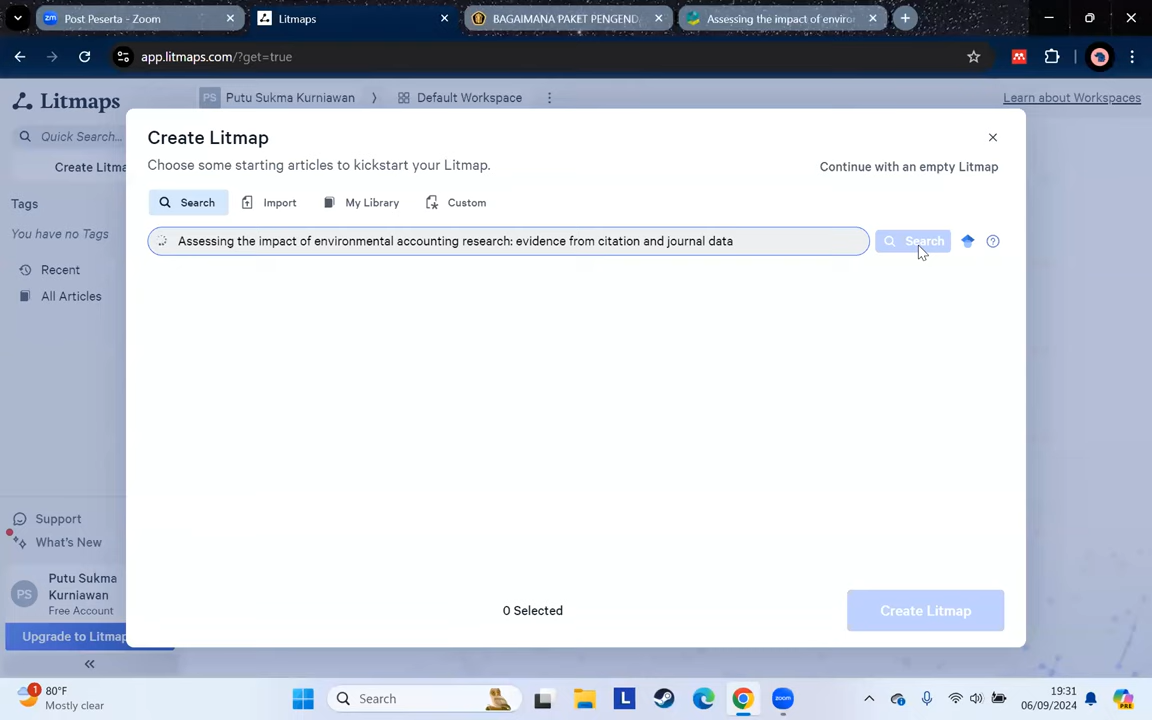 Post Peserta - Zoom
Litmaps
BAGAIMANA PAKET PENGEND
Assessing the impact of environ
app.litmaps.com/?get=true
Litmaps
PS Putu Sukma Kurniawan
Default Workspace
Learn about Workspaces
Quick Search...
Create Litma
Tags
You have no Tags
Recent
All Articles
Create Litmap
Choose some starting articles to kickstart your Litmap.
Continue with an empty Litmap
Search
Import
My Library
Custom
Assessing the impact of environmental accounting research: evidence from citation and journal data
Search
0 Selected
Create Litmap
Support
What's New
PS
Putu Sukma
Kurniawan
Free Account
Upgrade to Litmap
80°F
Mostly clear
Search
19:31
06/09/2024